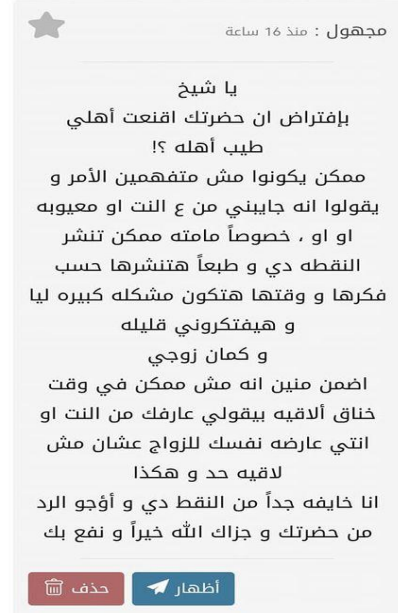 مجهول : منذ 16 ساعة
يا شيخ
بإفتراض ان حضرتك اقنعت أهلي
طيب أهله ؟!
ممكن يكونوا مش متفهمين الأمر و
يقولوا انه جايبني من ع النت او معيوبه
او او ، خصوصاً مامته ممكن تنشر
النقطه دي و طبعاً هتنشرها حسب
فكرها و وقتها هتكون مشكله كبيره ليا
و هيفتكروني قليله
و كمان زوجي
اضمن منين انه مش ممكن في وقت
خناق ألاقيه بيقولي عارفك من النت او
انتي عارضه نفسك للزواج عشان مش
لاقيه حد و هكذا
انا خايفه جداً من النقط دي و أؤجو الرد
من حضرتك و جزاك الله خيراً و نفع بك
أظهار
حذف